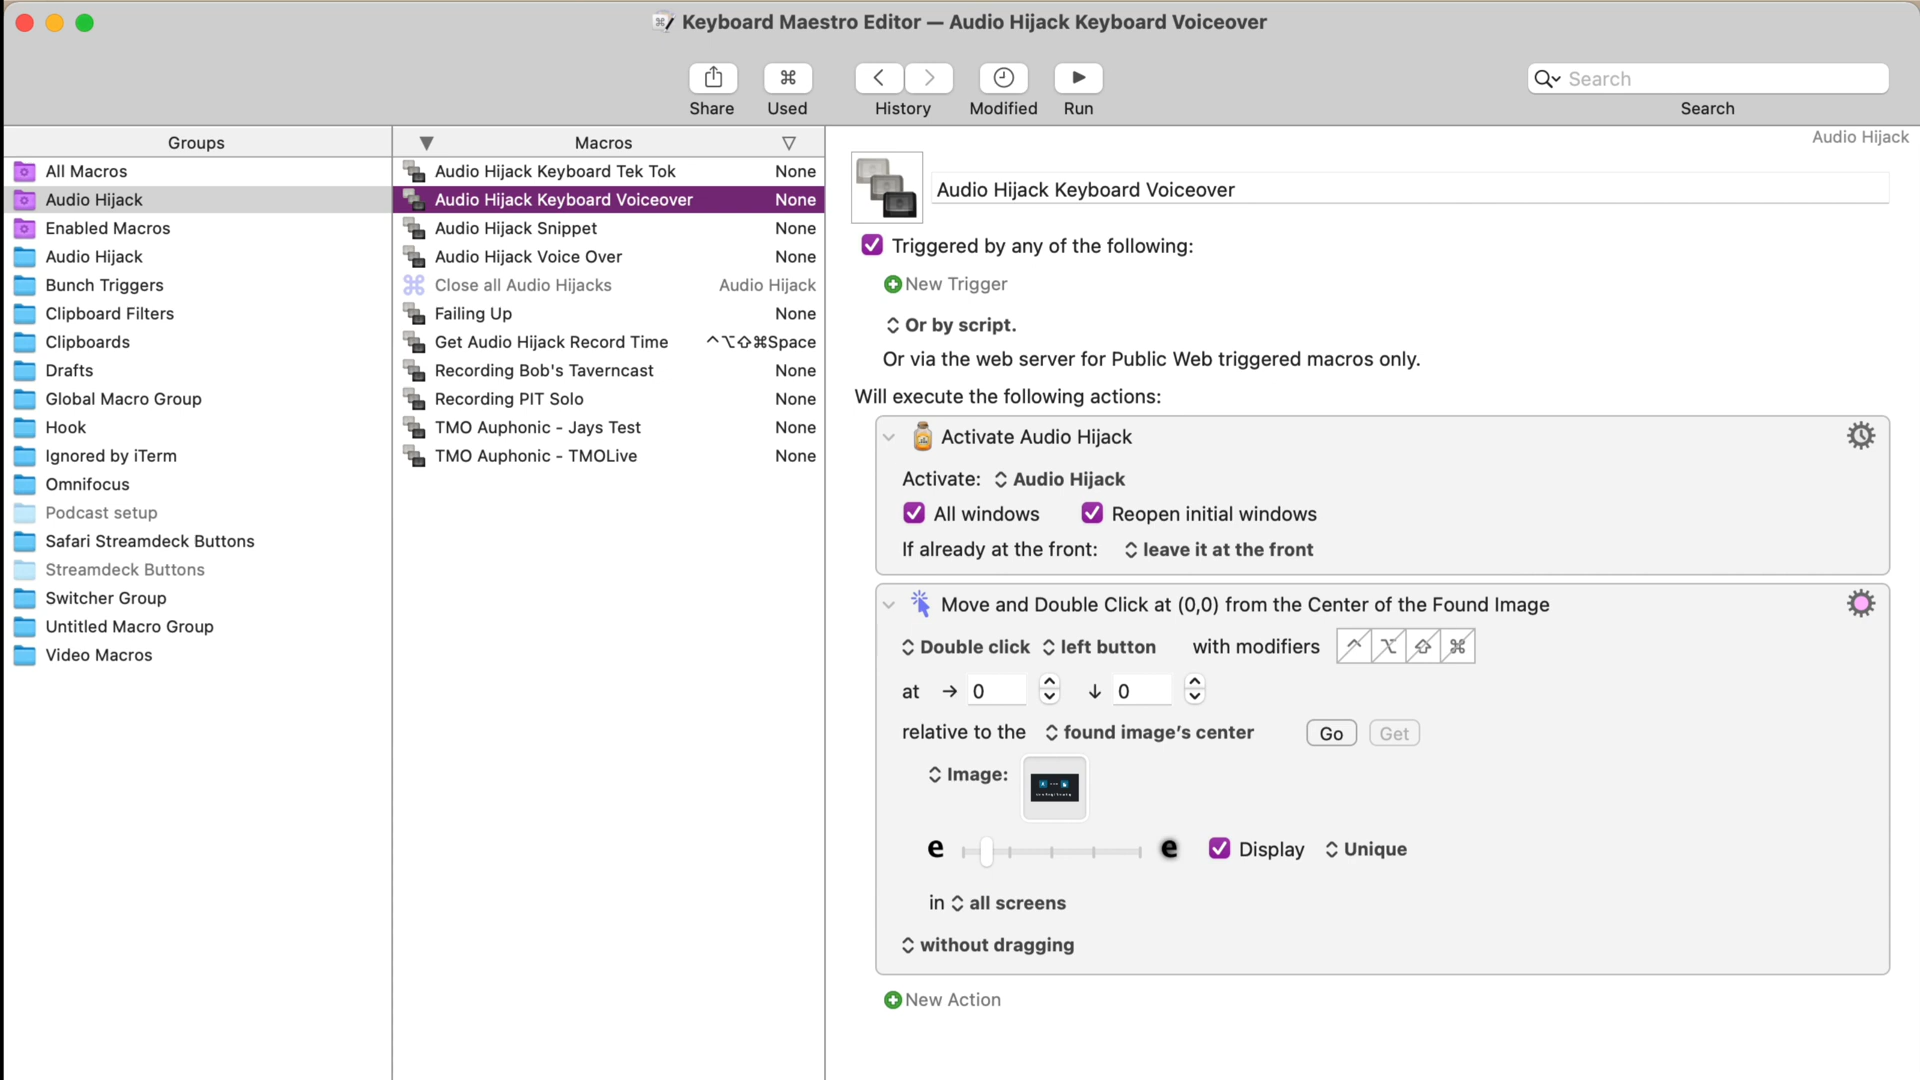 Keyboard Maestro Editor — Audio Hijack Keyboard Voiceover
Share
Used
History
Modified
Run
Search
Search
Groups
All Macros
Audio Hijack
Enabled Macros
Audio Hijack
Bunch Triggers
Clipboard Filters
Clipboards
Drafts
Global Macro Group
Hook
Ignored by iTerm
Omnifocus
Podcast setup
Safari Streamdeck Buttons
Streamdeck Buttons
Switcher Group
Untitled Macro Group
Video Macros
Macros
Audio Hijack Keyboard Tek Tok None
Audio Hijack Keyboard Voiceover None
Audio Hijack Snippet None
Audio Hijack Voice Over None
Close all Audio Hijacks Audio Hijack
Failing Up None
Get Audio Hijack Record Time ^⌥⇧⌘Space
Recording Bob's Taverncast None
Recording PIT Solo None
TMO Auphonic - Jays Test None
TMO Auphonic - TMOLive None
Audio Hijack
Audio Hijack Keyboard Voiceover
Triggered by any of the following:
New Trigger
Or by script.
Or via the web server for Public Web triggered macros only.
Will execute the following actions:
Activate Audio Hijack
Activate: Audio Hijack
All windows Reopen initial windows
If already at the front: leave it at the front
Move and Double Click at (0,0) from the Center of the Found Image
Double click left button with modifiers ^ ⌥ ⇧ ⌘
at → 0 ↓ 0
relative to the found image's center Go Get
Image:
e e Display Unique
in all screens
without dragging
New Action